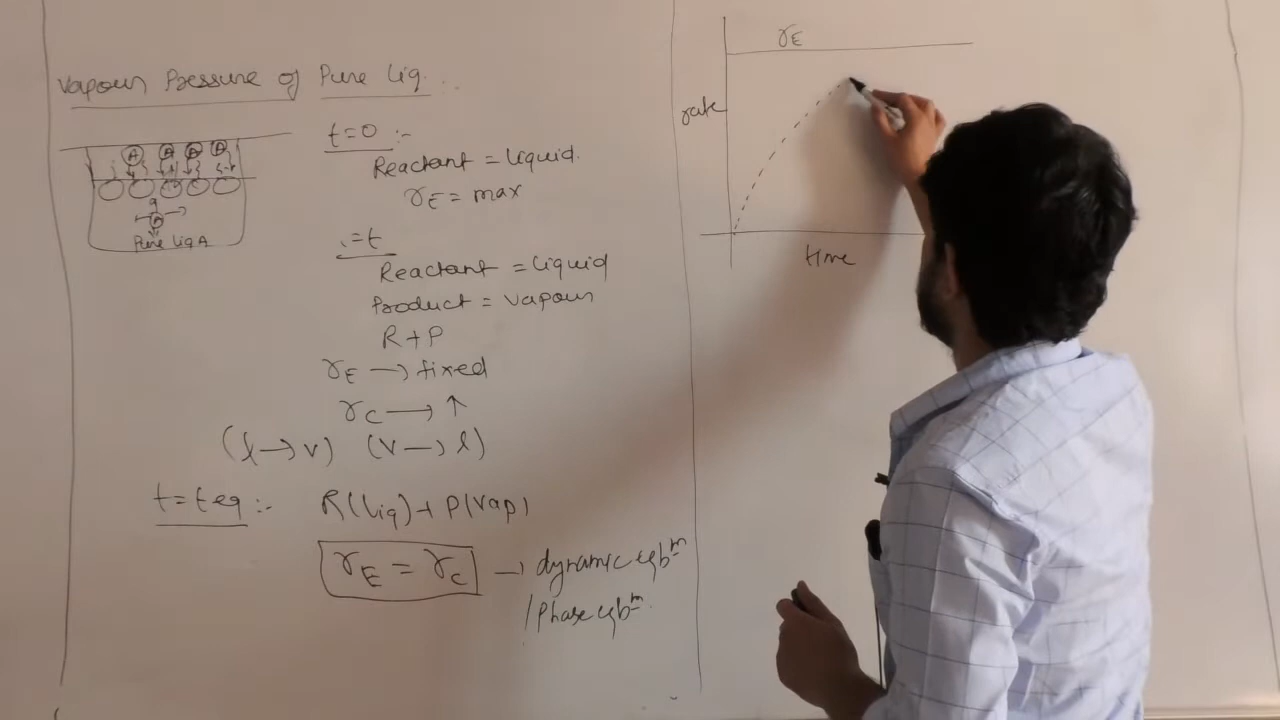 Vapour Pressure of Pure Liq.
A A A A
A
Pure Liq A
t=0 :-
Reactant = Liquid.
rE = max
=t
Reactant = Liquid
Product = Vapour
R+P
rE → fixed
rC → ↑
(l → v) (v → l)
t=teq :- R(Liq)+P(Vap)
rE = rC → dynamic eqbm
/Phase eqbm.
rE
rate
time